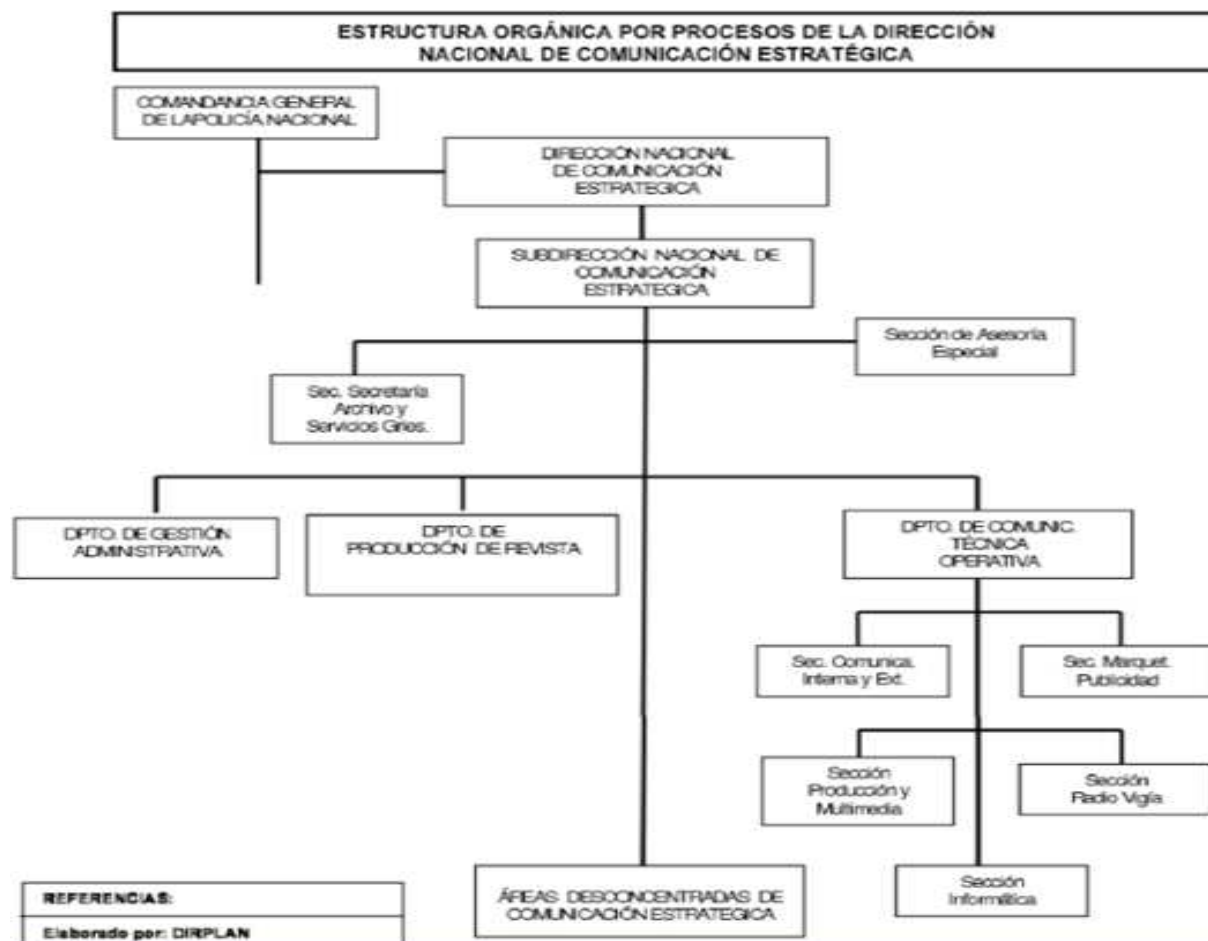 ESTRUCTURA ORGÁNICA POR PROCESOS DE LA DIRECCIÓN
NACIONAL DE COMUNICACIÓN ESTRATÉGICA
COMANDANCIA GENERAL
DE LAPOLICÍA NACIONAL
DIRECCIÓN NACIONAL
DE COMUNICACIÓN
ESTRATEGICA
SUBDIRECCIÓN NACIONAL DE
COMUNICACIÓN
ESTRATEGICA
Sección de Asesoría
Especial
Sec. Secretaría
Archivo y
Servicios Grles.
DPTO. DE GESTIÓN
ADMINISTRATIVA
DPTO. DE
PRODUCCIÓN DE REVISTA
DPTO. DE COMUNIC.
TÉCNICA
OPERATIVA
Sec. Comunica.
Interna y Ext.
Sec. Marquet.
Publicidad
Sección
Producción y
Multimedia
Sección
Radio Vigía
ÁREAS DESCONCENTRADAS DE
COMUNICACIÓN ESTRATEGICA
Sección
Informática
REFERENCIAS:
Elaborado por: DIRPLAN